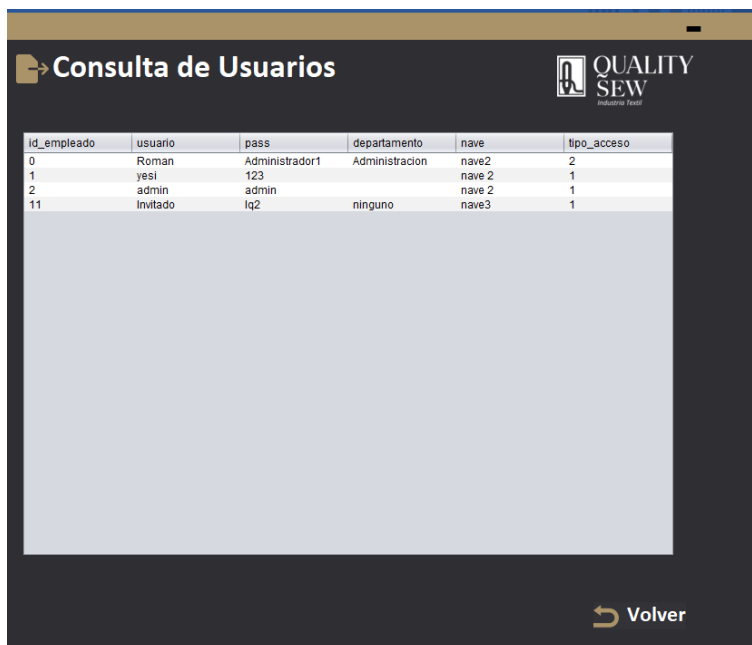 Consulta de Usuarios
QUALITY
SEW
Industria Textil
id_empleado usuario pass departamento nave tipo_acceso
0 Roman Administrador1 Administracion nave2 2
1 yesi 123 nave 2 1
2 admin admin nave 2 1
11 Invitado lq2 ninguno nave3 1
Volver